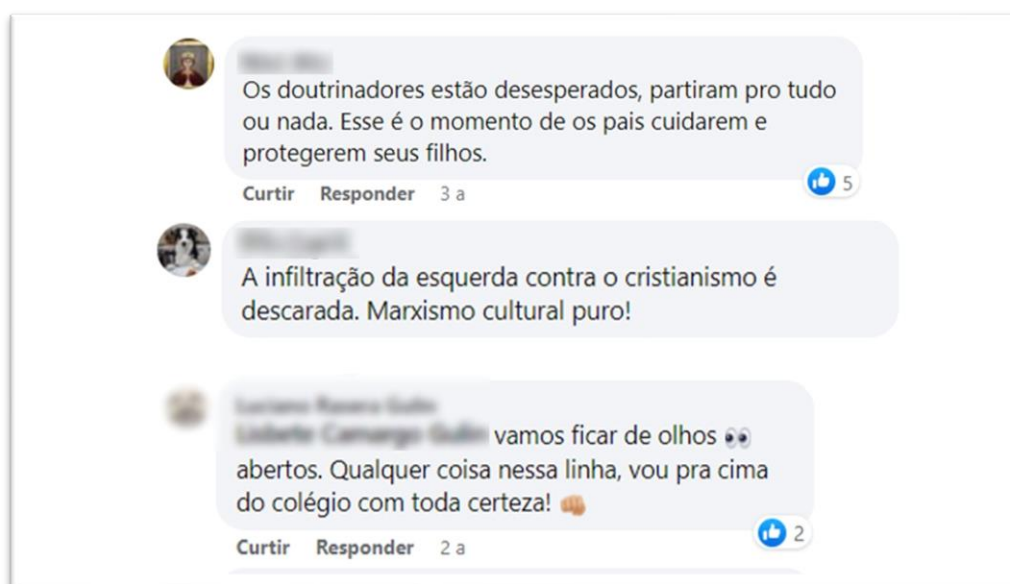 Os doutrinadores estão desesperados, partiram pro tudo
ou nada. Esse é o momento de os pais cuidarem e
protegerem seus filhos.
5
Curtir Responder 3 a
A infiltração da esquerda contra o cristianismo é
descarada. Marxismo cultural puro!
vamos ficar de olhos 👀
abertos. Qualquer coisa nessa linha, vou pra cima
do colégio com toda certeza! 👊🏼
2
Curtir Responder 2 a